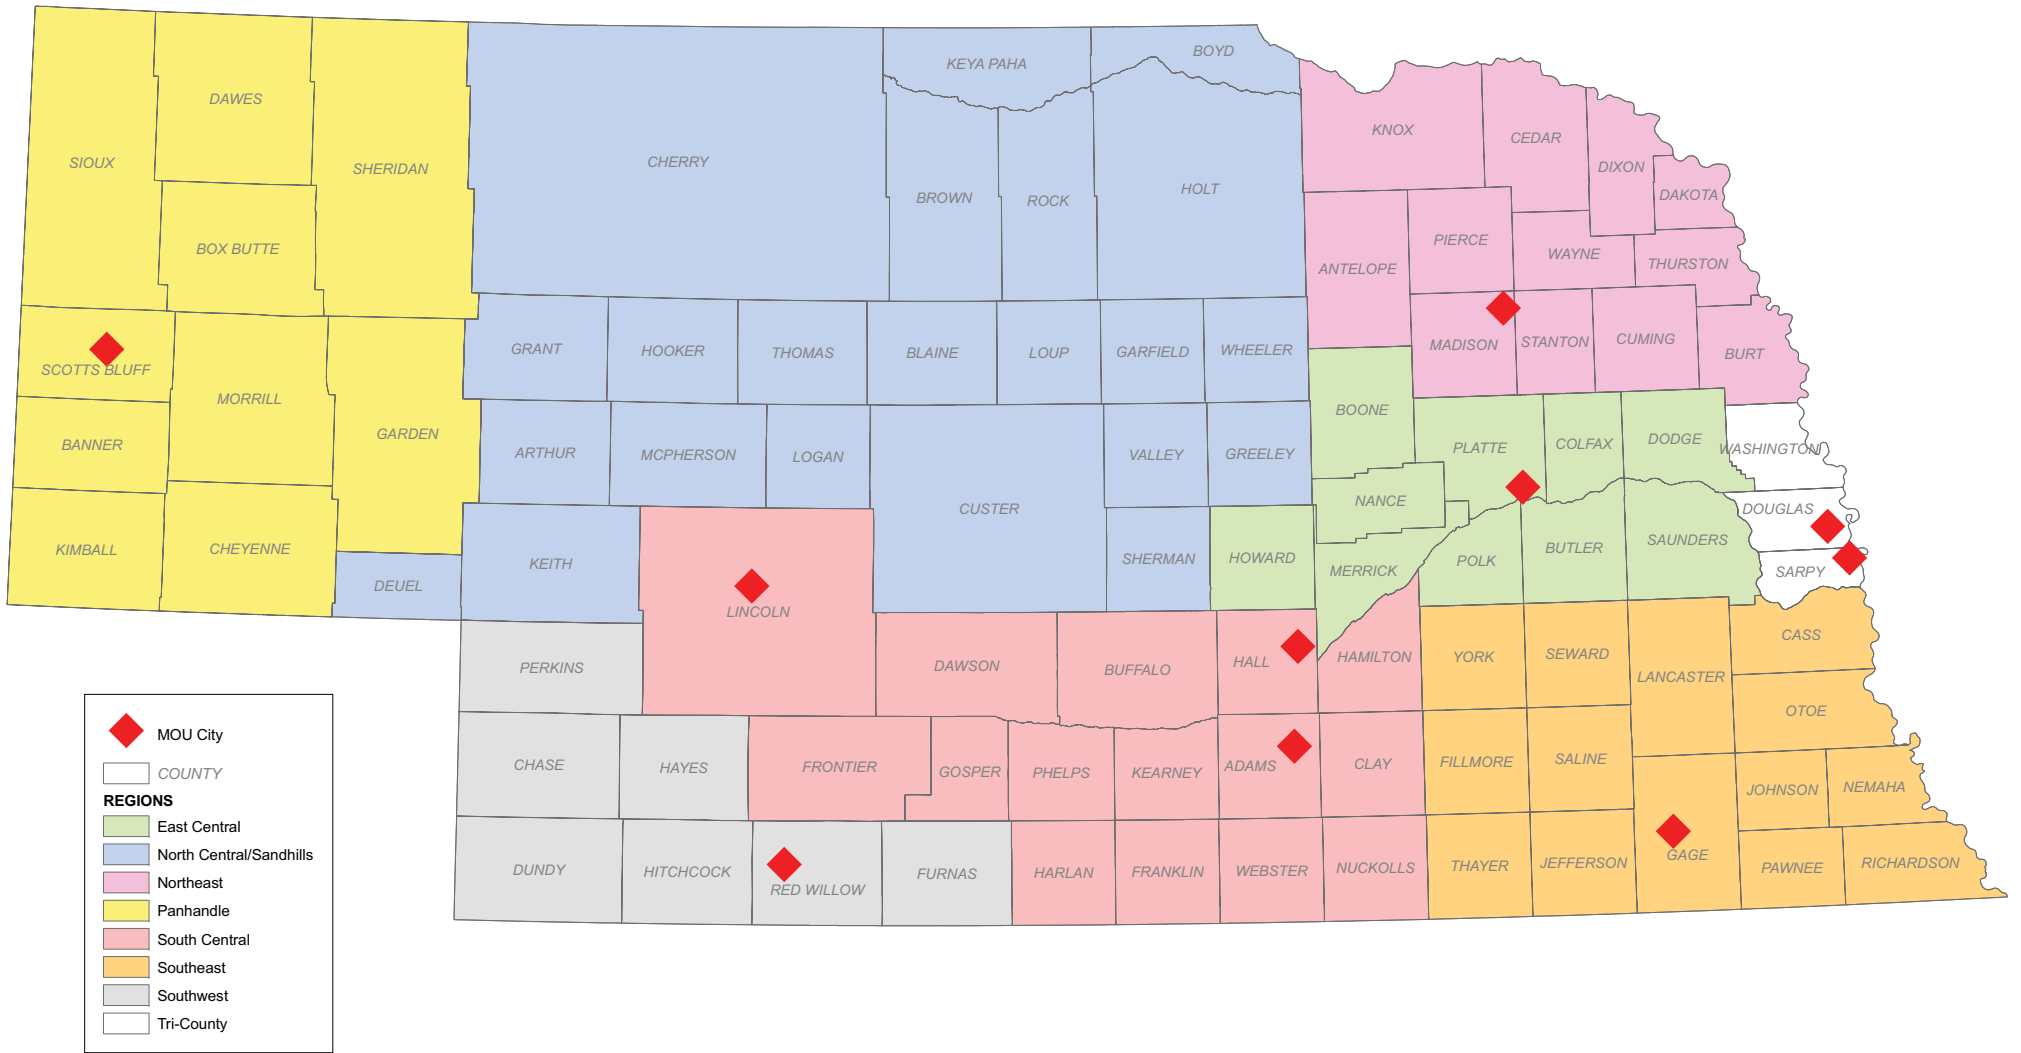 BOYD
KEYA PAHA
DAWES
KNOX
CEDAR
SIOUX
SHERIDAN
CHERRY
DIXON
BROWN
ROCK
HOLT
DAKOTA
BOX BUTTE
PIERCE
WAYNE
ANTELOPE
THURSTON
GRANT
HOOKER
THOMAS
BLAINE
LOUP
GARFIELD
WHEELER
MADISON
STANTON
CUMING
BURT
SCOTTS BLUFF
MORRILL
BOONE
GARDEN
BANNER
ARTHUR
MCPHERSON
LOGAN
VALLEY
GREELEY
PLATTE
COLFAX
DODGE
WASHINGTON
CUSTER
NANCE
DOUGLAS
KIMBALL
CHEYENNE
KEITH
SHERMAN
HOWARD
MERRICK
POLK
BUTLER
SAUNDERS
SARPY
DEUEL
LINCOLN
PERKINS
DAWSON
BUFFALO
HALL
HAMILTON
YORK
SEWARD
LANCASTER
CASS
OTOE
CHASE
HAYES
FRONTIER
GOSPER
PHELPS
KEARNEY
ADAMS
CLAY
FILLMORE
SALINE
JOHNSON
NEMAHA
DUNDY
HITCHCOCK
RED WILLOW
FURNAS
HARLAN
FRANKLIN
WEBSTER
NUCKOLLS
THAYER
JEFFERSON
GAGE
PAWNEE
RICHARDSON
MOU City
COUNTY
REGIONS
East Central
North Central/Sandhills
Northeast
Panhandle
South Central
Southeast
Southwest
Tri-County